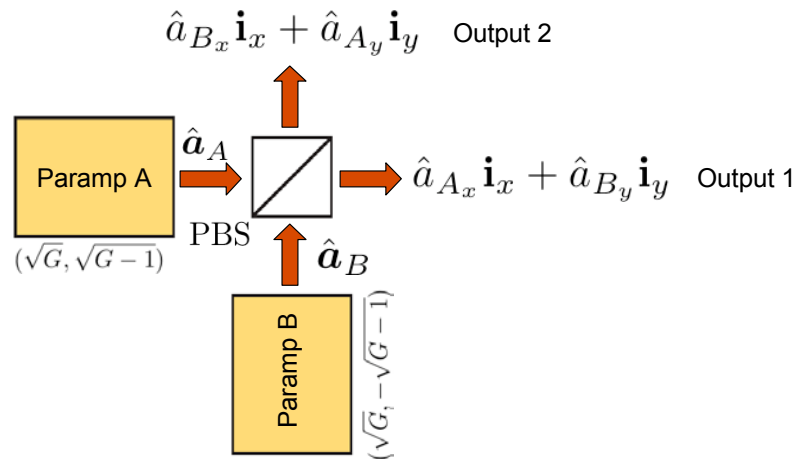 â_{B_x} i_x + â_{A_y} i_y Output 2
Paramp A
â_A
â_{A_x} i_x + â_{B_y} i_y Output 1
PBS
(√G, √G − 1)
â_B
Paramp B
(√G, −√G − 1)